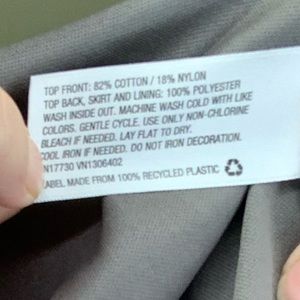 TOP FRONT: 82% COTTON / 18% NYLON
TOP BACK, SKIRT AND LINING: 100% POLYESTER
WASH INSIDE OUT. MACHINE WASH COLD WITH LIKE
COLORS. GENTLE CYCLE. USE ONLY NON-CHLORINE
BLEACH IF NEEDED. LAY FLAT TO DRY.
OOL IRON IF NEEDED. DO NOT IRON DECORATION.
N17730 VN1306402
ABEL MADE FROM 100% RECYCLED PLASTIC